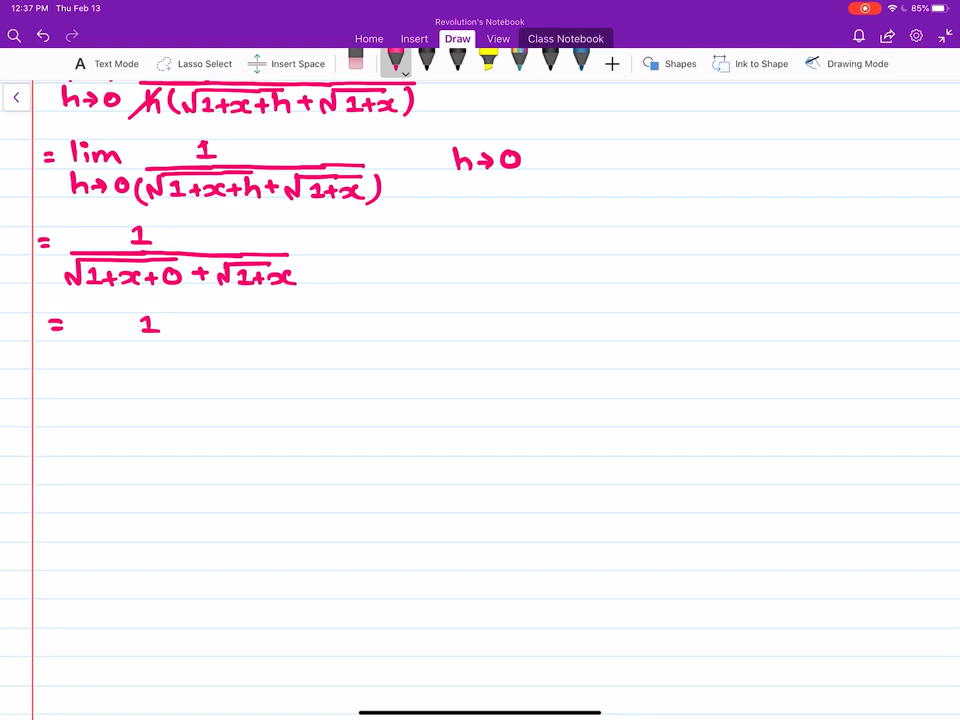 12:37 PM Thu Feb 13
85%
Revolution's Notebook
Home Insert Draw View Class Notebook
Text Mode Lasso Select Insert Space Shapes Ink to Shape Drawing Mode
h→0 h(√1+x+h + √1+x)
= lim 1
h→0 (√1+x+h + √1+x)
h→0
= 1
√1+x+0 + √1+x
= 1